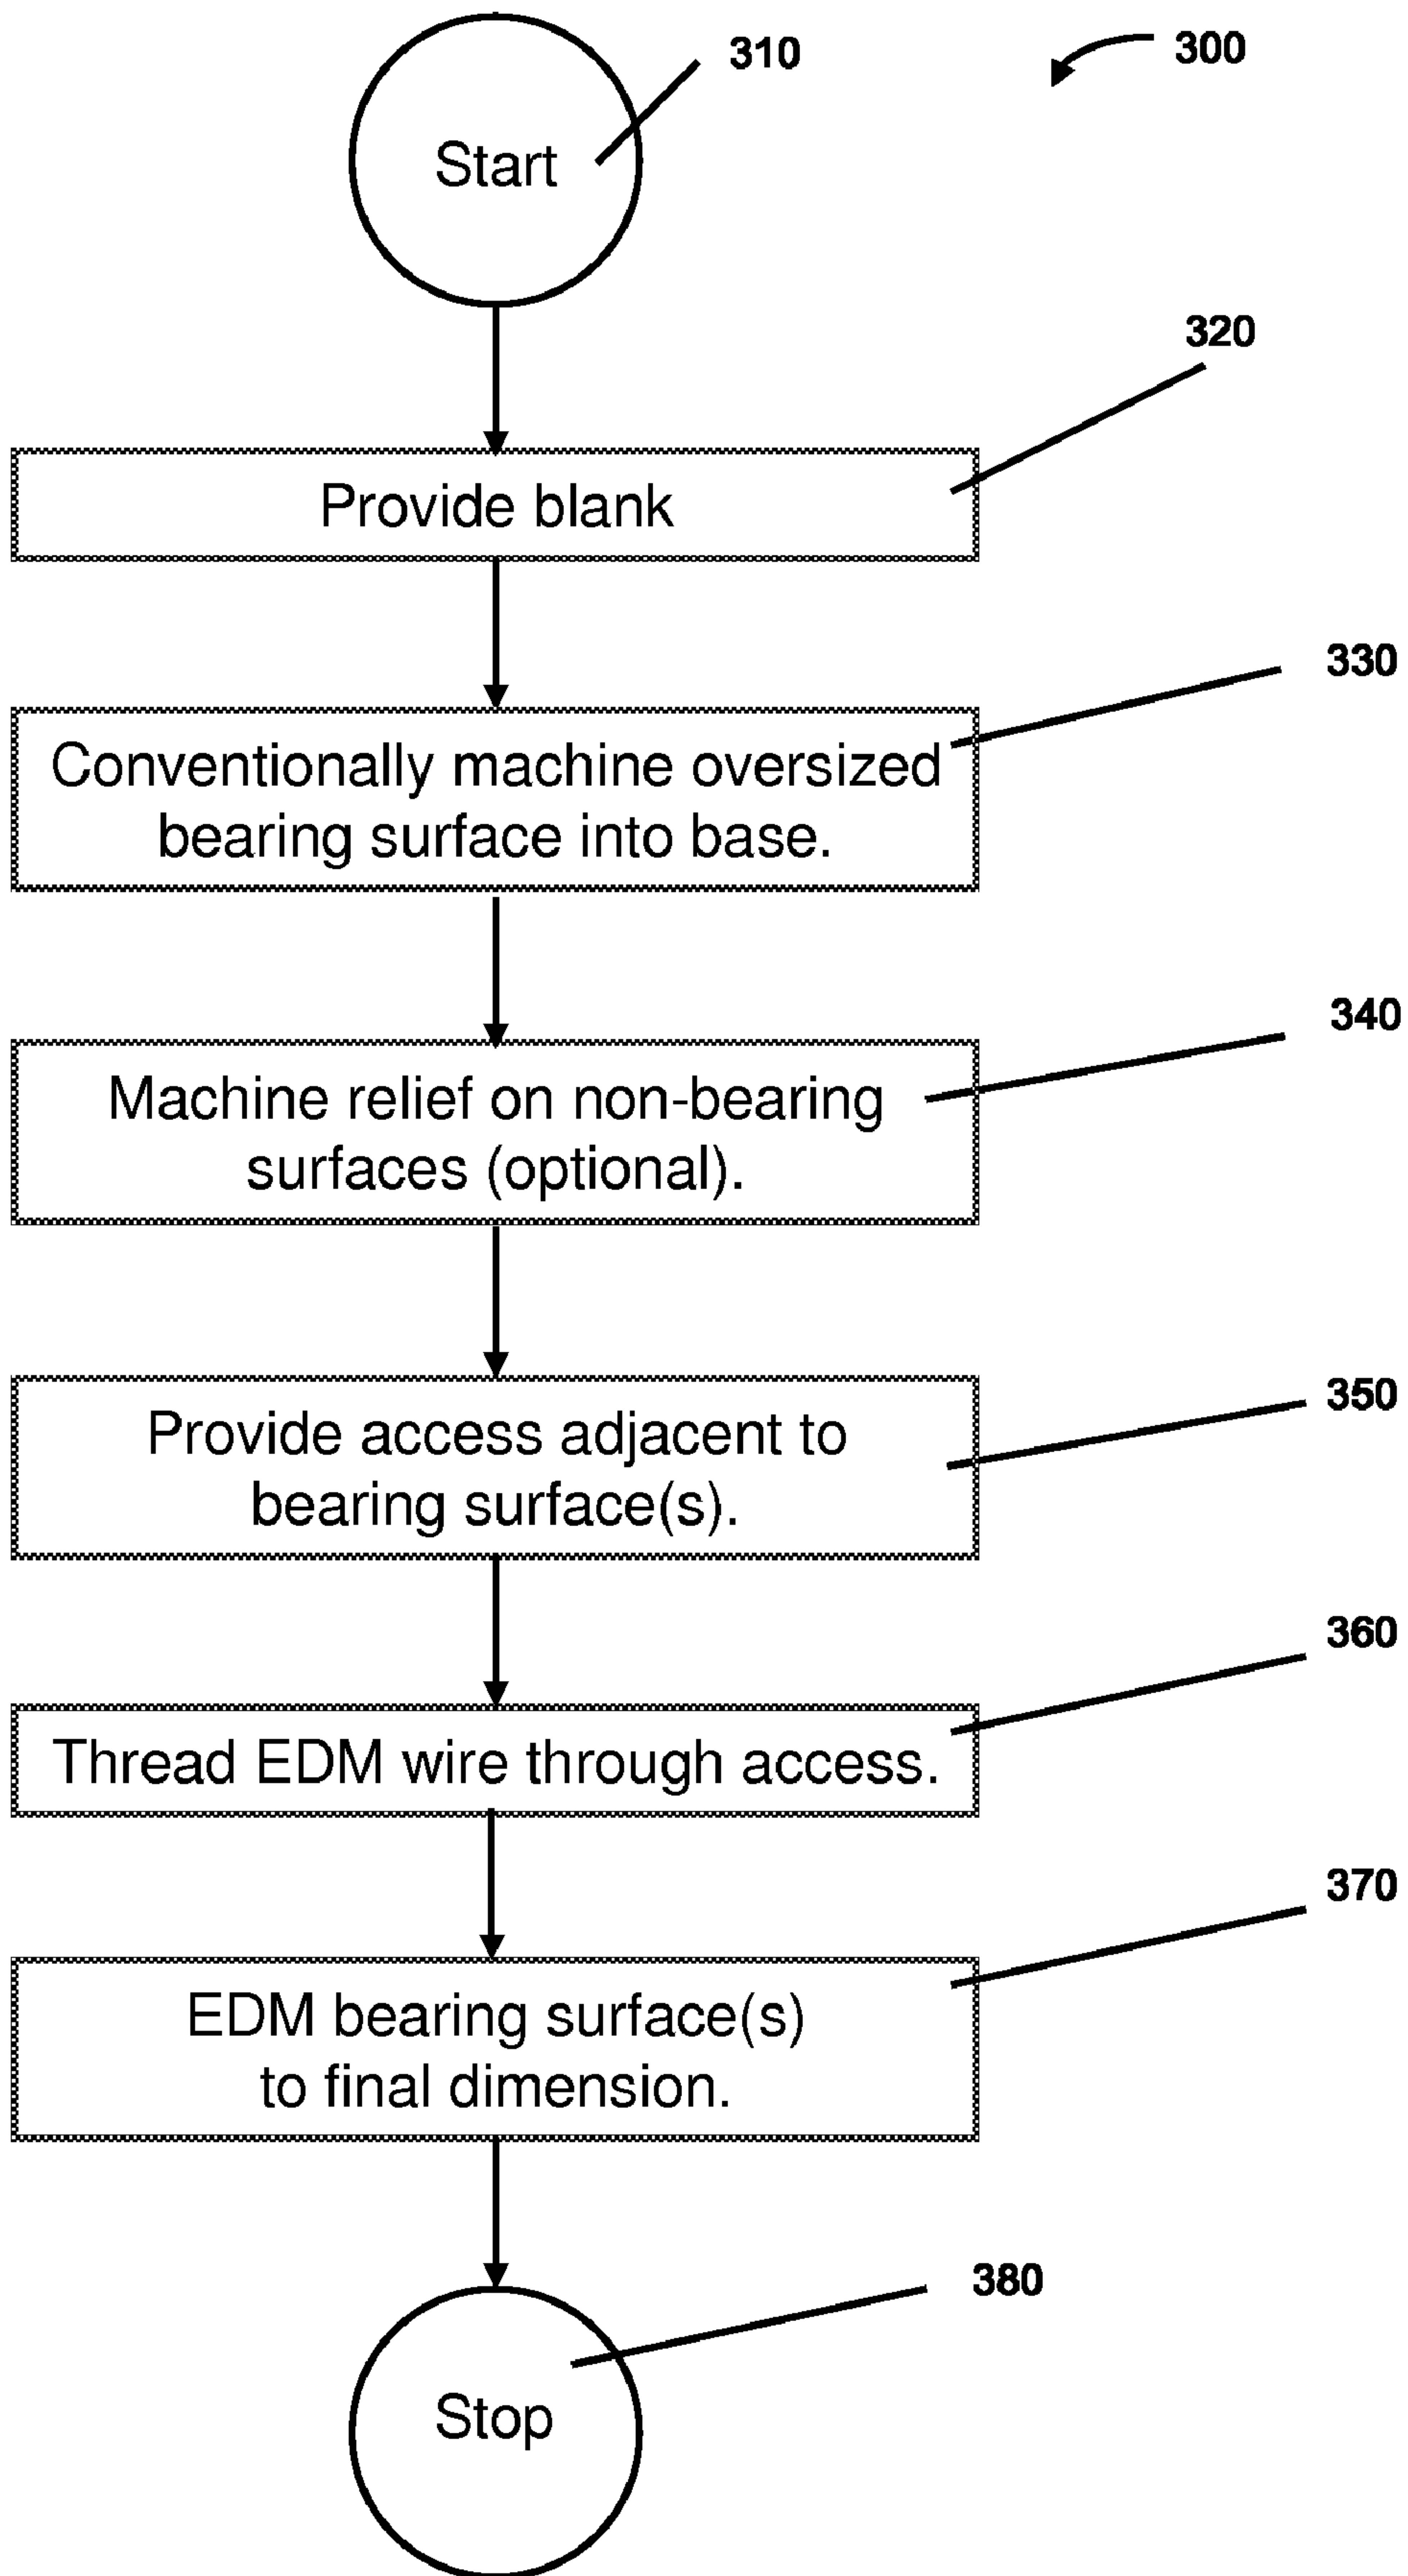 310
300
Start
320
Provide blank
330
Conventionally machine oversized
bearing surface into base.
340
Machine relief on non-bearing
surfaces (optional).
350
Provide access adjacent to
bearing surface(s).
360
Thread EDM wire through access.
370
EDM bearing surface(s)
to final dimension.
380
Stop